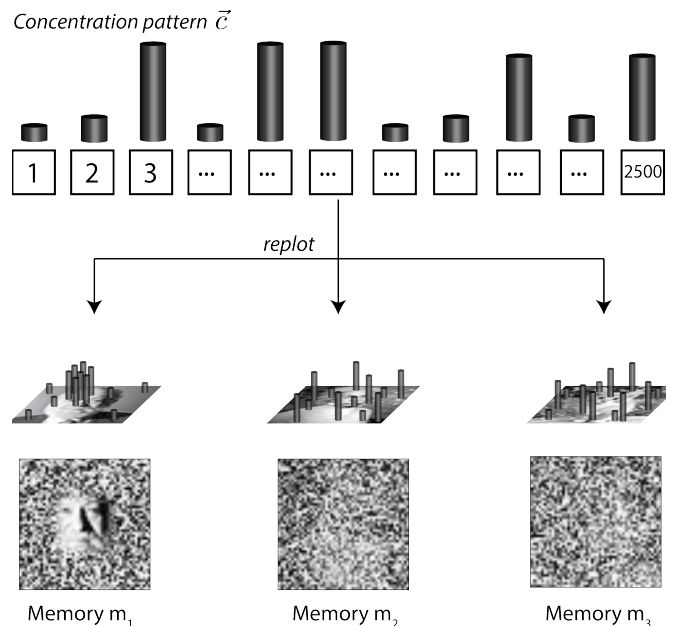 Concentration pattern c⃗
1 2 3 ... ... ... ... ... ... ... 2500
replot
Memory m₁ Memory m₂ Memory m₃